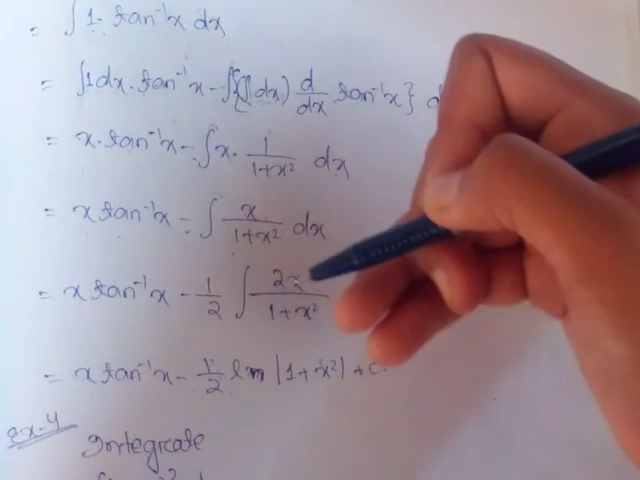 = ∫1·tan⁻¹x dx
= ∫1dx·tan⁻¹x - ∫{(∫1dx) d/dx tan⁻¹x} d
= x·tan⁻¹x - ∫x· 1/1+x² dx
= x tan⁻¹x - ∫ x/1+x² dx
= x tan⁻¹x - 1/2 ∫ 2x/1+x²
= x tan⁻¹x - 1/2 ln |1+x²| + c
ex-4 Integrate